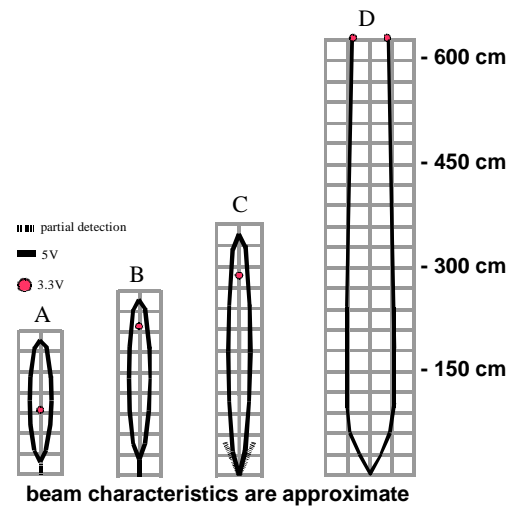 D
- 600 cm
- 450 cm
C
partial detection
5V
B
- 300 cm
3.3V
A
- 150 cm
beam characteristics are approximate